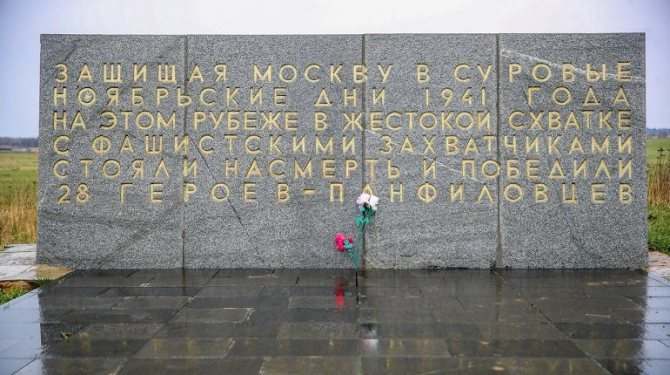 ЗАЩИЩАЯ МОСКВУ В СУРОВЫЕ
НОЯБРЬСКИЕ ДНИ 1941 ГОДА
НА ЭТОМ РУБЕЖЕ В ЖЕСТОКОЙ СХВАТКЕ
С ФАШИСТСКИМИ ЗАХВАТЧИКАМИ
СТОЯЛИ НАСМЕРТЬ И ПОБЕДИЛИ
28 ГЕРОЕВ-ПАНФИЛОВЦЕВ